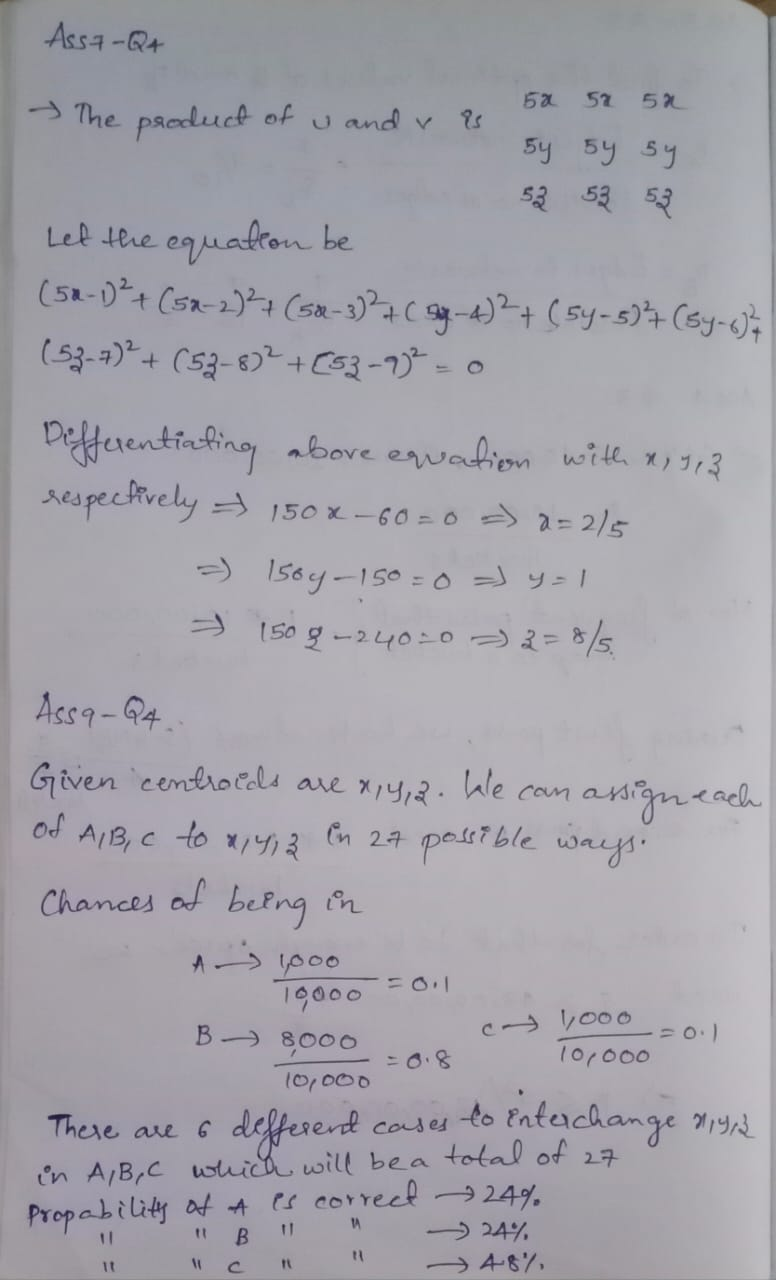 Ass7-Q4
→ The product of u and v is 5x 5x 5x
5y 5y 5y
5z 5z 5z
Let the equation be
(5x-1)²+(5x-2)²+(5x-3)²+(5y-4)²+(5y-5)²+(5y-6)²+
(5z-7)²+(5z-8)²+(5z-9)²=0
Differentiating above equation with x,y,z
respectively ⇒ 150x-60=0 ⇒ x=2/5
⇒ 150y-150=0 ⇒ y=1
⇒ 150z-240=0 ⇒ z=8/5.
Ass9-Q4.
Given centroids are x,y,z. We can assign each
of A,B,C to x,y,z in 27 possible ways.
Chances of being in
A → 1,000/10,000 = 0.1
B → 8,000/10,000 = 0.8 C → 1,000/10,000 = 0.1
There are 6 different cases to interchange x,y,z
in A,B,C which will be a total of 27
Propability of A is correct → 24%.
" " B " " → 24%.
" " C " " → 4.8%.